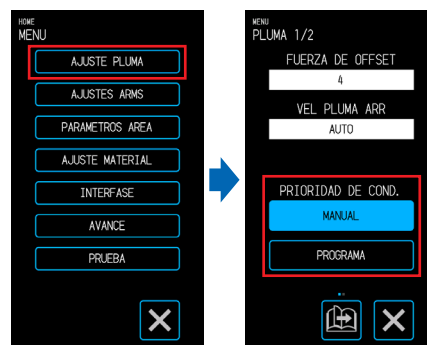 HOME
MENU
AJUSTE PLUMA
AJUSTES ARMS
PARAMETROS AREA
AJUSTE MATERIAL
INTERFASE
AVANCE
PRUEBA
MENU
PLUMA 1/2
FUERZA DE OFFSET
4
VEL PLUMA ARR
AUTO
PRIORIDAD DE COND.
MANUAL
PROGRAMA